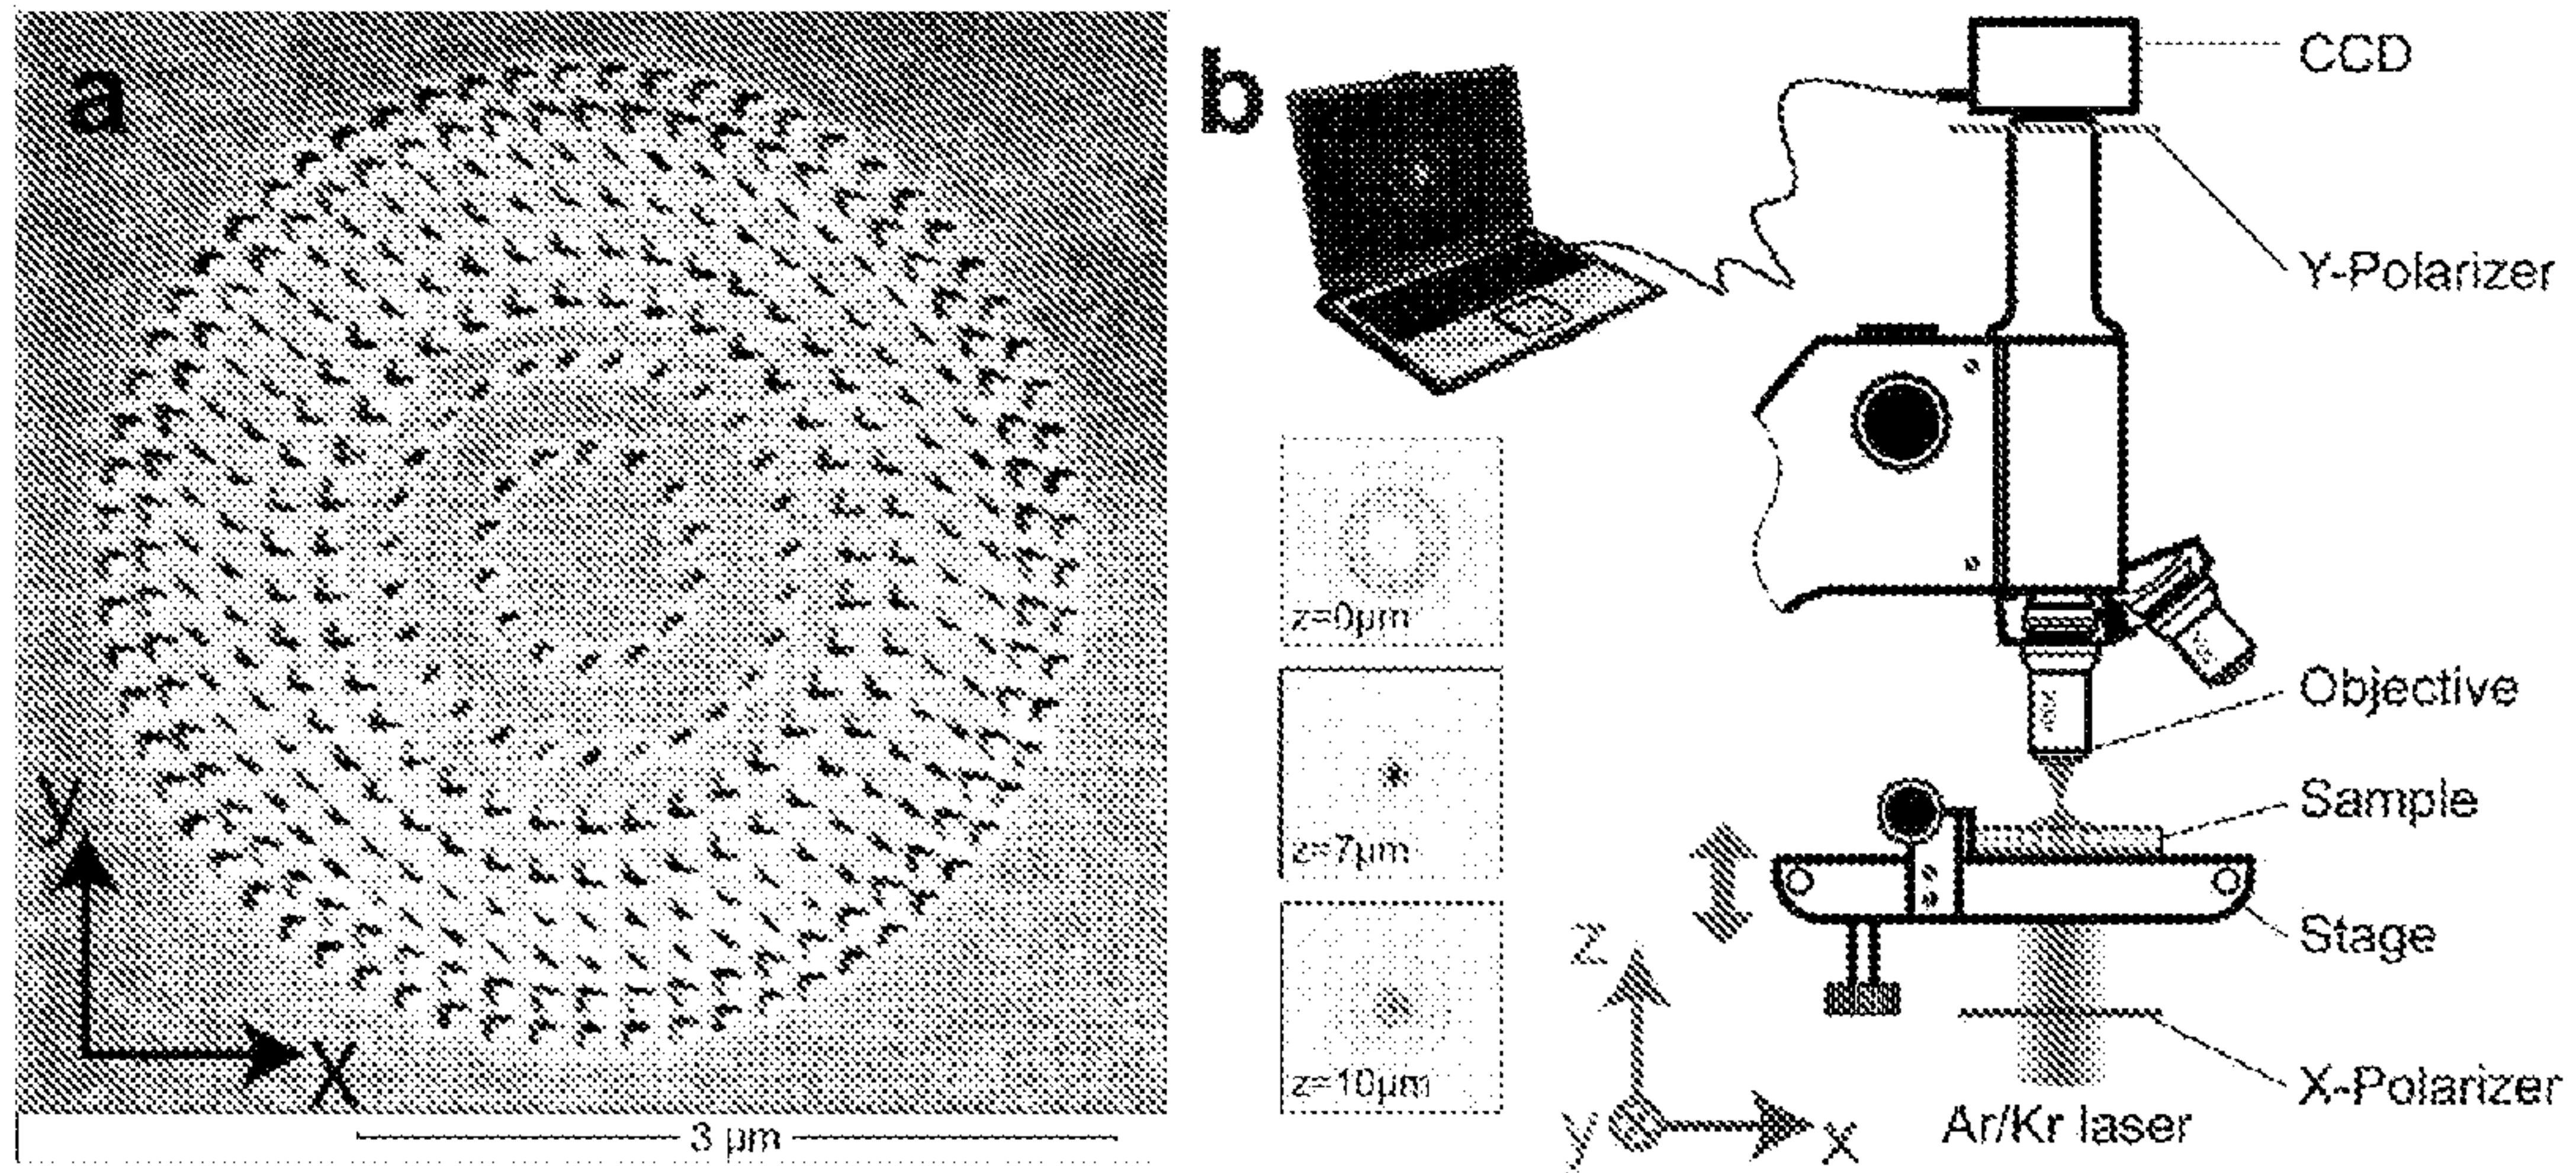 a
y
x
3 µm
b
CCD
Y-Polarizer
z=0µm
z=7µm
z=10µm
Objective
Sample
Stage
X-Polarizer
z
y
x
Ar/Kr laser